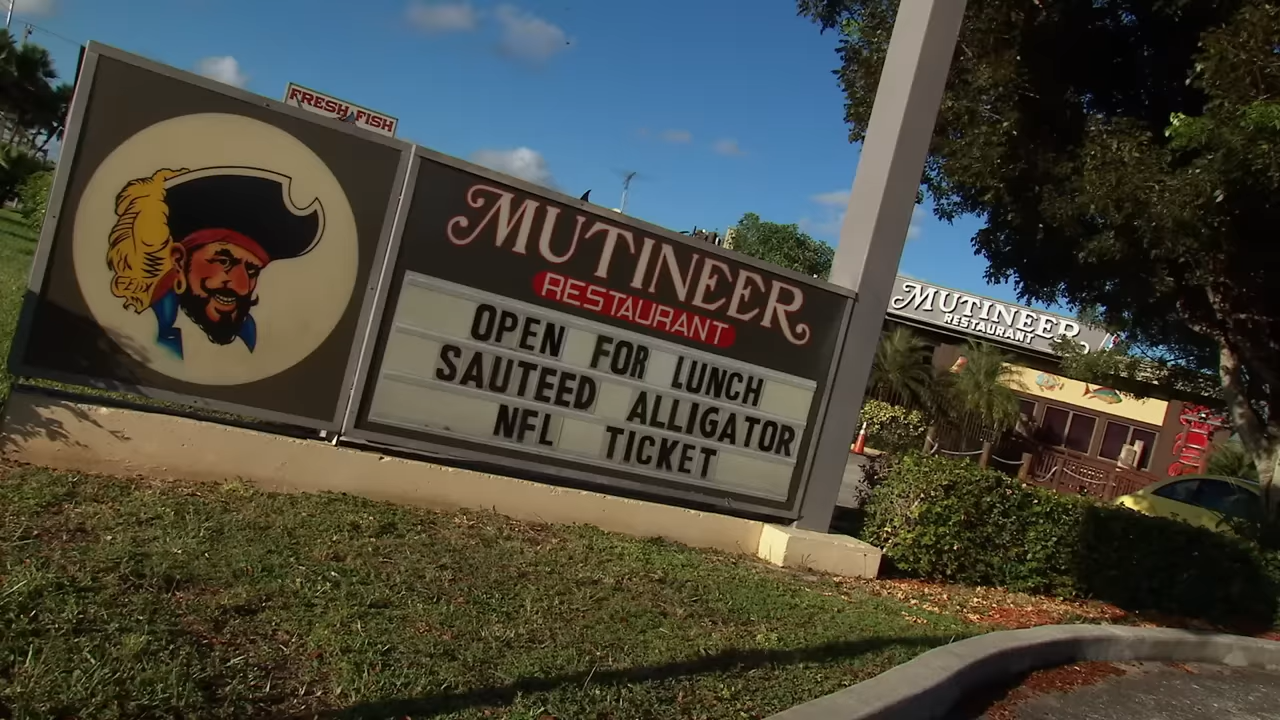 FRESH FISH
MUTINEER
RESTAURANT
OPEN FOR LUNCH
SAUTEED ALLIGATOR
NFL TICKET
MUTINEER
RESTAURANT